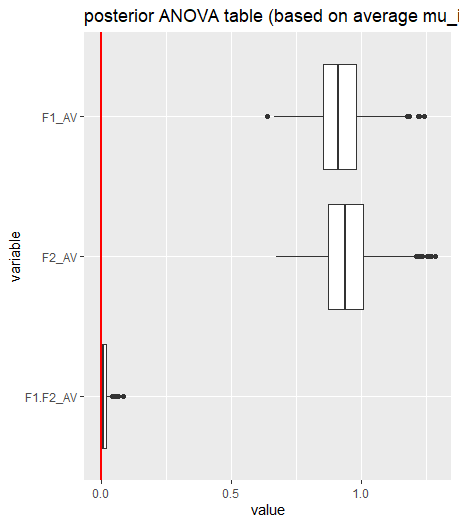 posterior ANOVA table (based on average mu_i
F1_AV
F2_AV
F1.F2_AV
variable
0.0
0.5
1.0
value